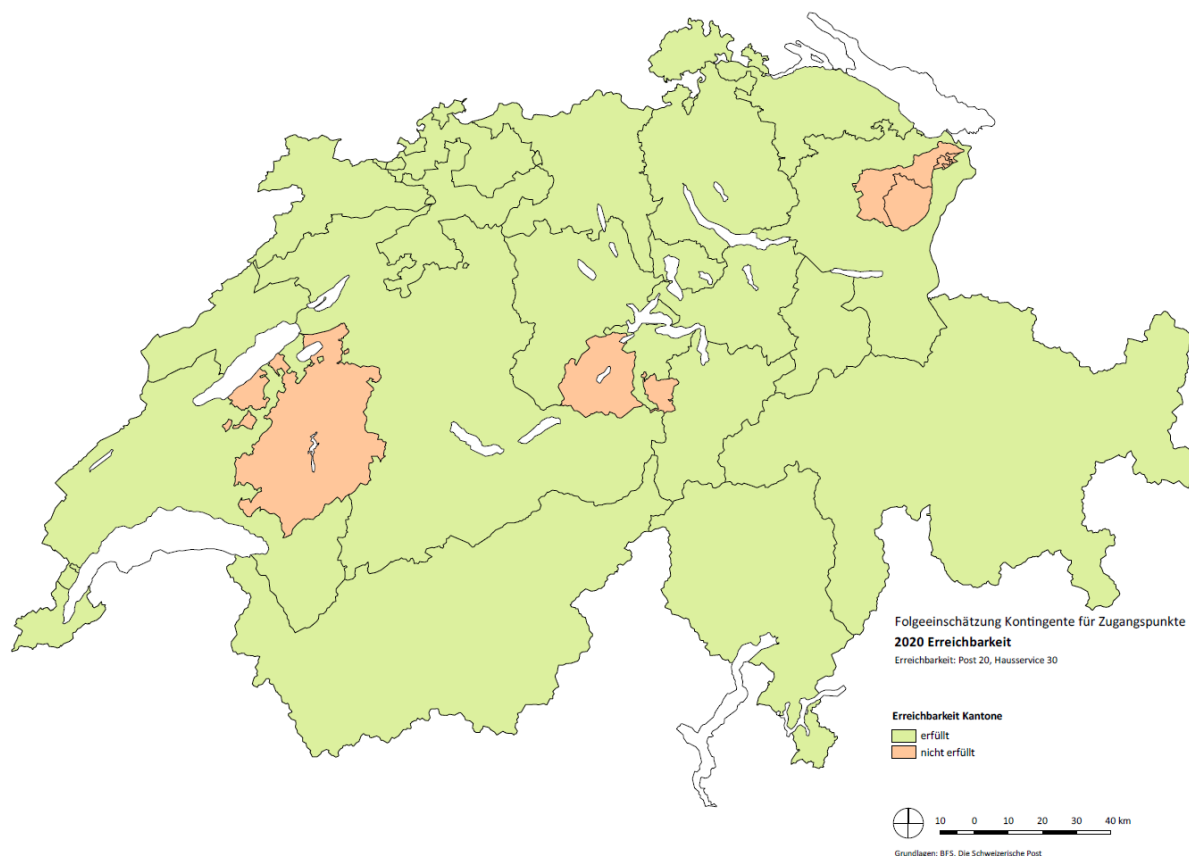 Folgeeinschätzung Kontingente für Zugangspunkte
2020 Erreichbarkeit
Erreichbarkeit: Post 20, Hausservice 30
Erreichbarkeit Kantone
erfüllt
nicht erfüllt
10 0 10 20 30 40 km
Grundlagen: BFS, Die Schweizerische Post